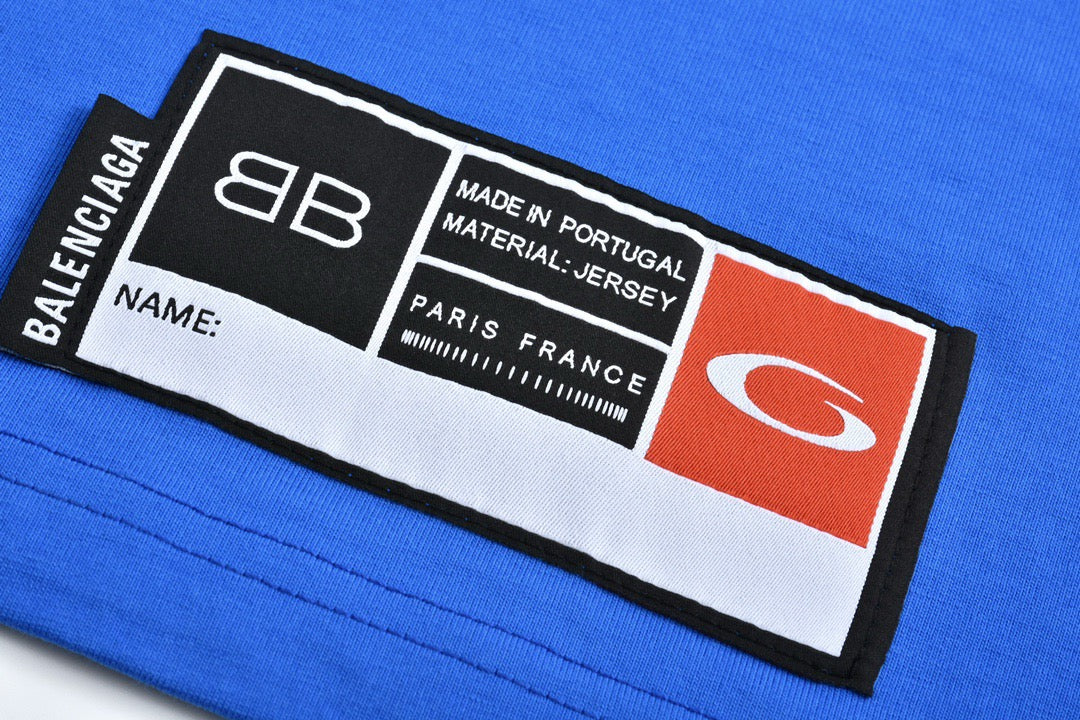 BALENCIAGA
BB
MADE IN PORTUGAL
MATERIAL: JERSEY
PARIS FRANCE
G
NAME: